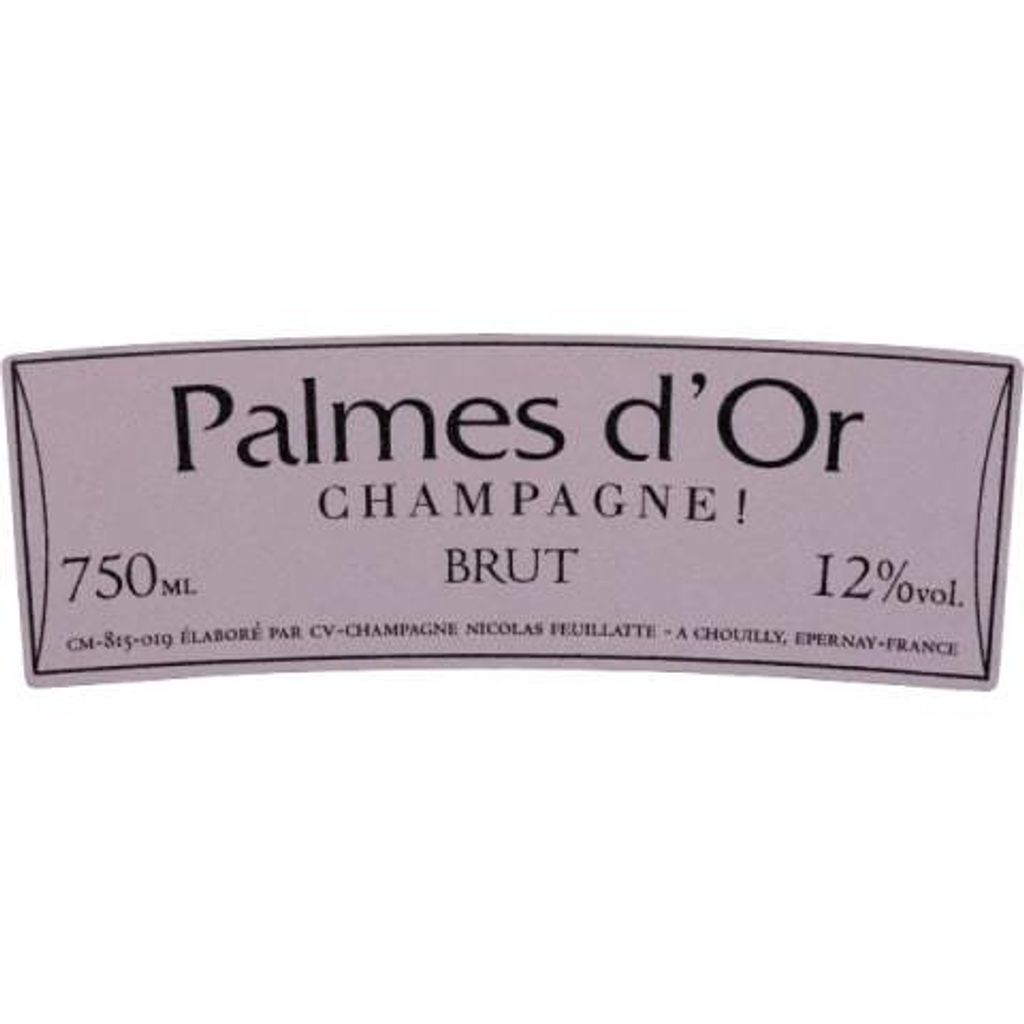 Palmes d'Or
CHAMPAGNE!
BRUT
750ML
12%vol.
CM-815-019 ÉLABORÉ PAR CV-CHAMPAGNE NICOLAS FEUILLATTE - A CHOUILLY, EPERNAY-FRANCE